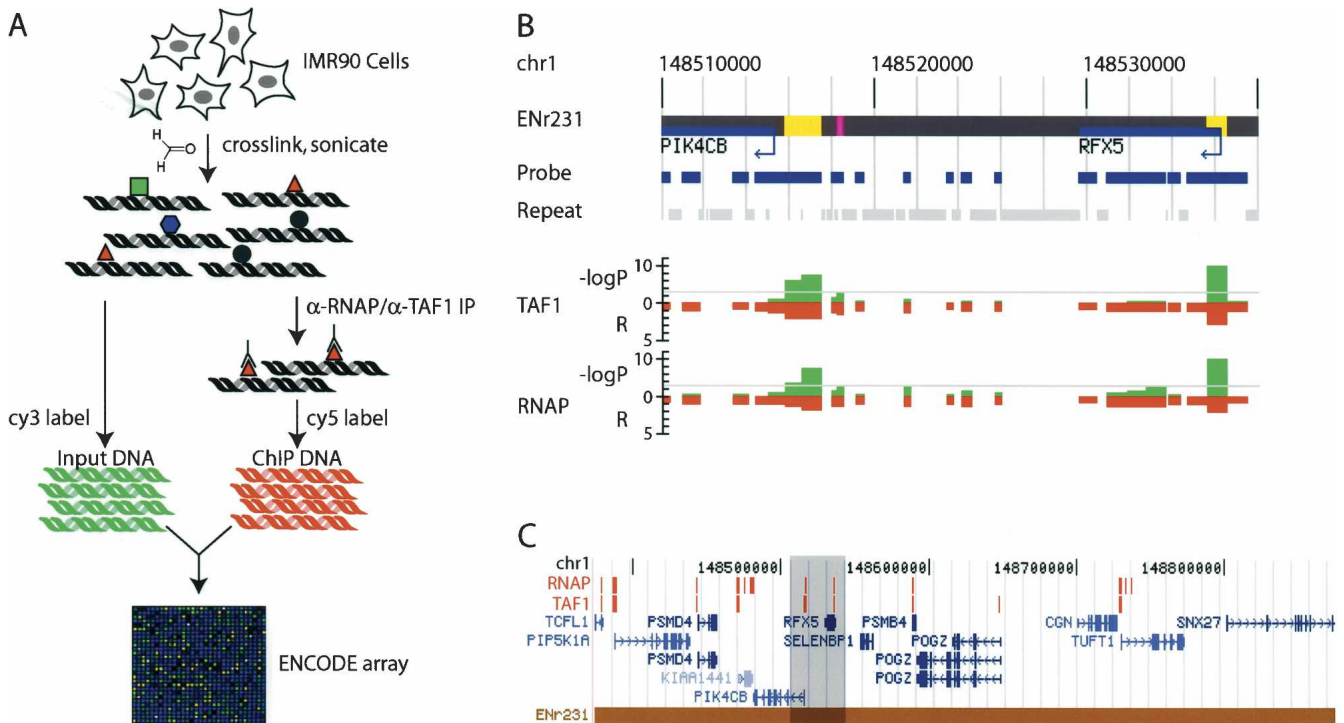 A
IMR90 Cells
H
H
O
crosslink, sonicate
α-RNAP/α-TAF1 IP
cy3 label
cy5 label
Input DNA
ChIP DNA
ENCODE array
B
chr1
148510000 148520000 148530000
ENr231
PIK4CB RFX5
Probe
Repeat
-logP 10
TAF1 0
R
5
-logP 10
RNAP 0
R
5
C
chr1 148500000 148600000 148700000 148800000
RNAP
TAF1
TCFL1 PSMD4 RFX5 PSMB4 CGN SNX27
PIP5K1A SELENBP1 POGZ TUFT1
PSMD4 POGZ
KIAA1441 POGZ
PIK4CB
ENr231